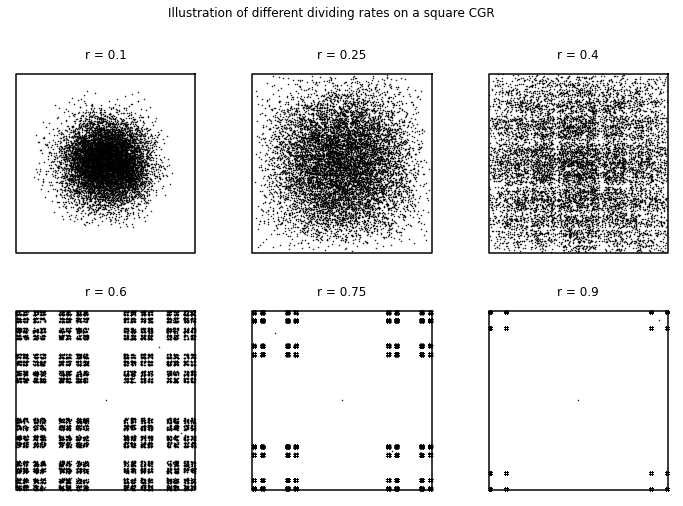 Illustration of different dividing rates on a square CGR
r = 0.1
r = 0.25
r = 0.4
r = 0.6
r = 0.75
r = 0.9